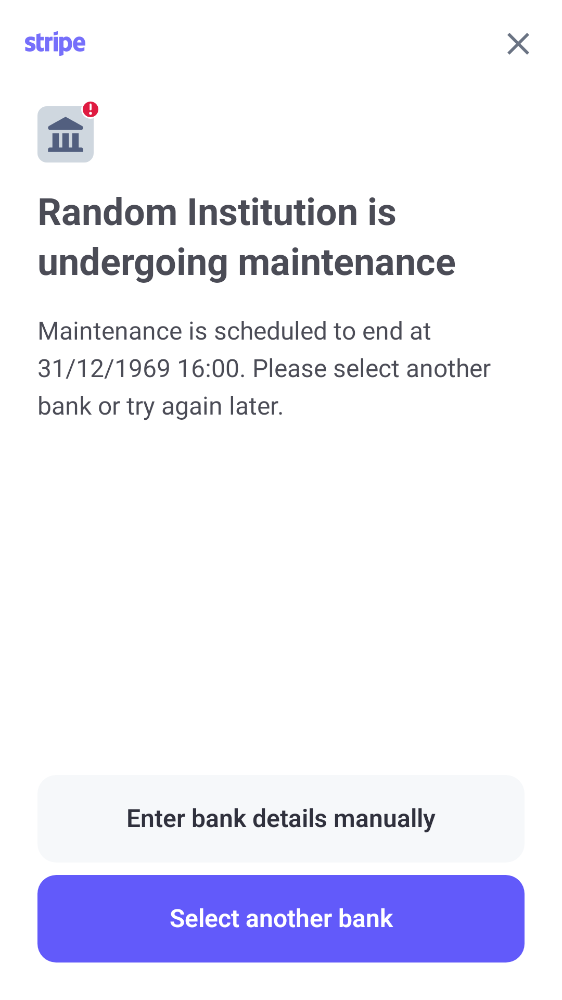 stripe
Random Institution is
undergoing maintenance
Maintenance is scheduled to end at
31/12/1969 16:00. Please select another
bank or try again later.
Enter bank details manually
Select another bank